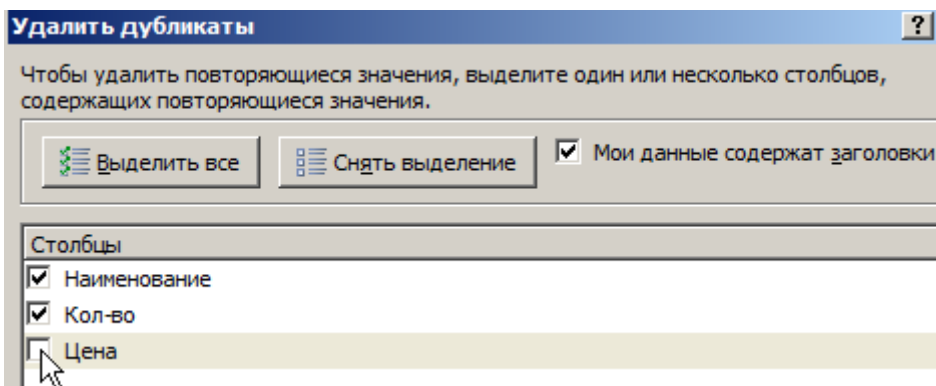 Удалить дубликаты ?
Чтобы удалить повторяющиеся значения, выделите один или несколько столбцов,
содержащих повторяющиеся значения.
Выделить все Снять выделение Мои данные содержат заголовки
Столбцы
Наименование
Кол-во
Цена